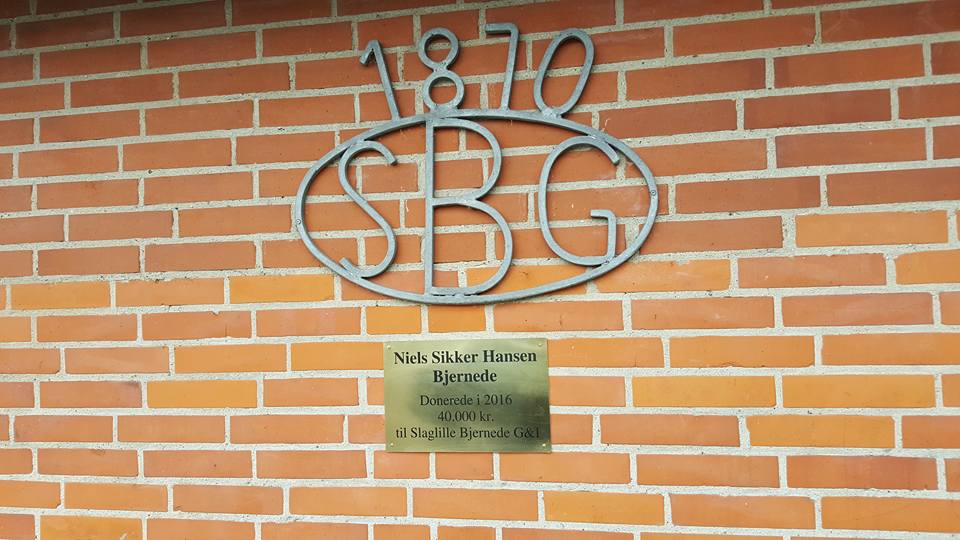 1870
SBG
Niels Sikker Hansen
Bjernede
Donerede i 2016
40.000 kr.
til Slaglille Bjernede G&I